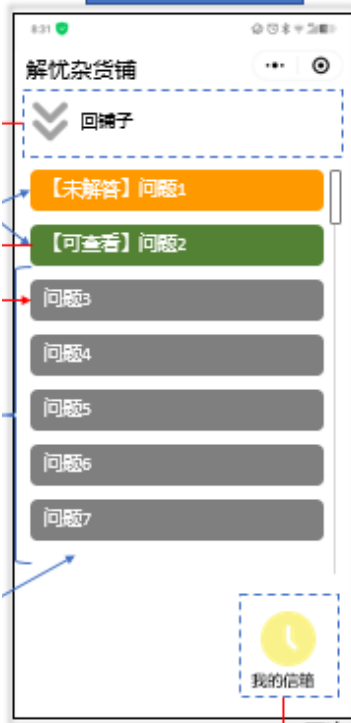 8:31
解忧杂货铺
回铺子
【未解答】问题1
【可查看】问题2
问题3
问题4
问题5
问题6
问题7
我的信箱